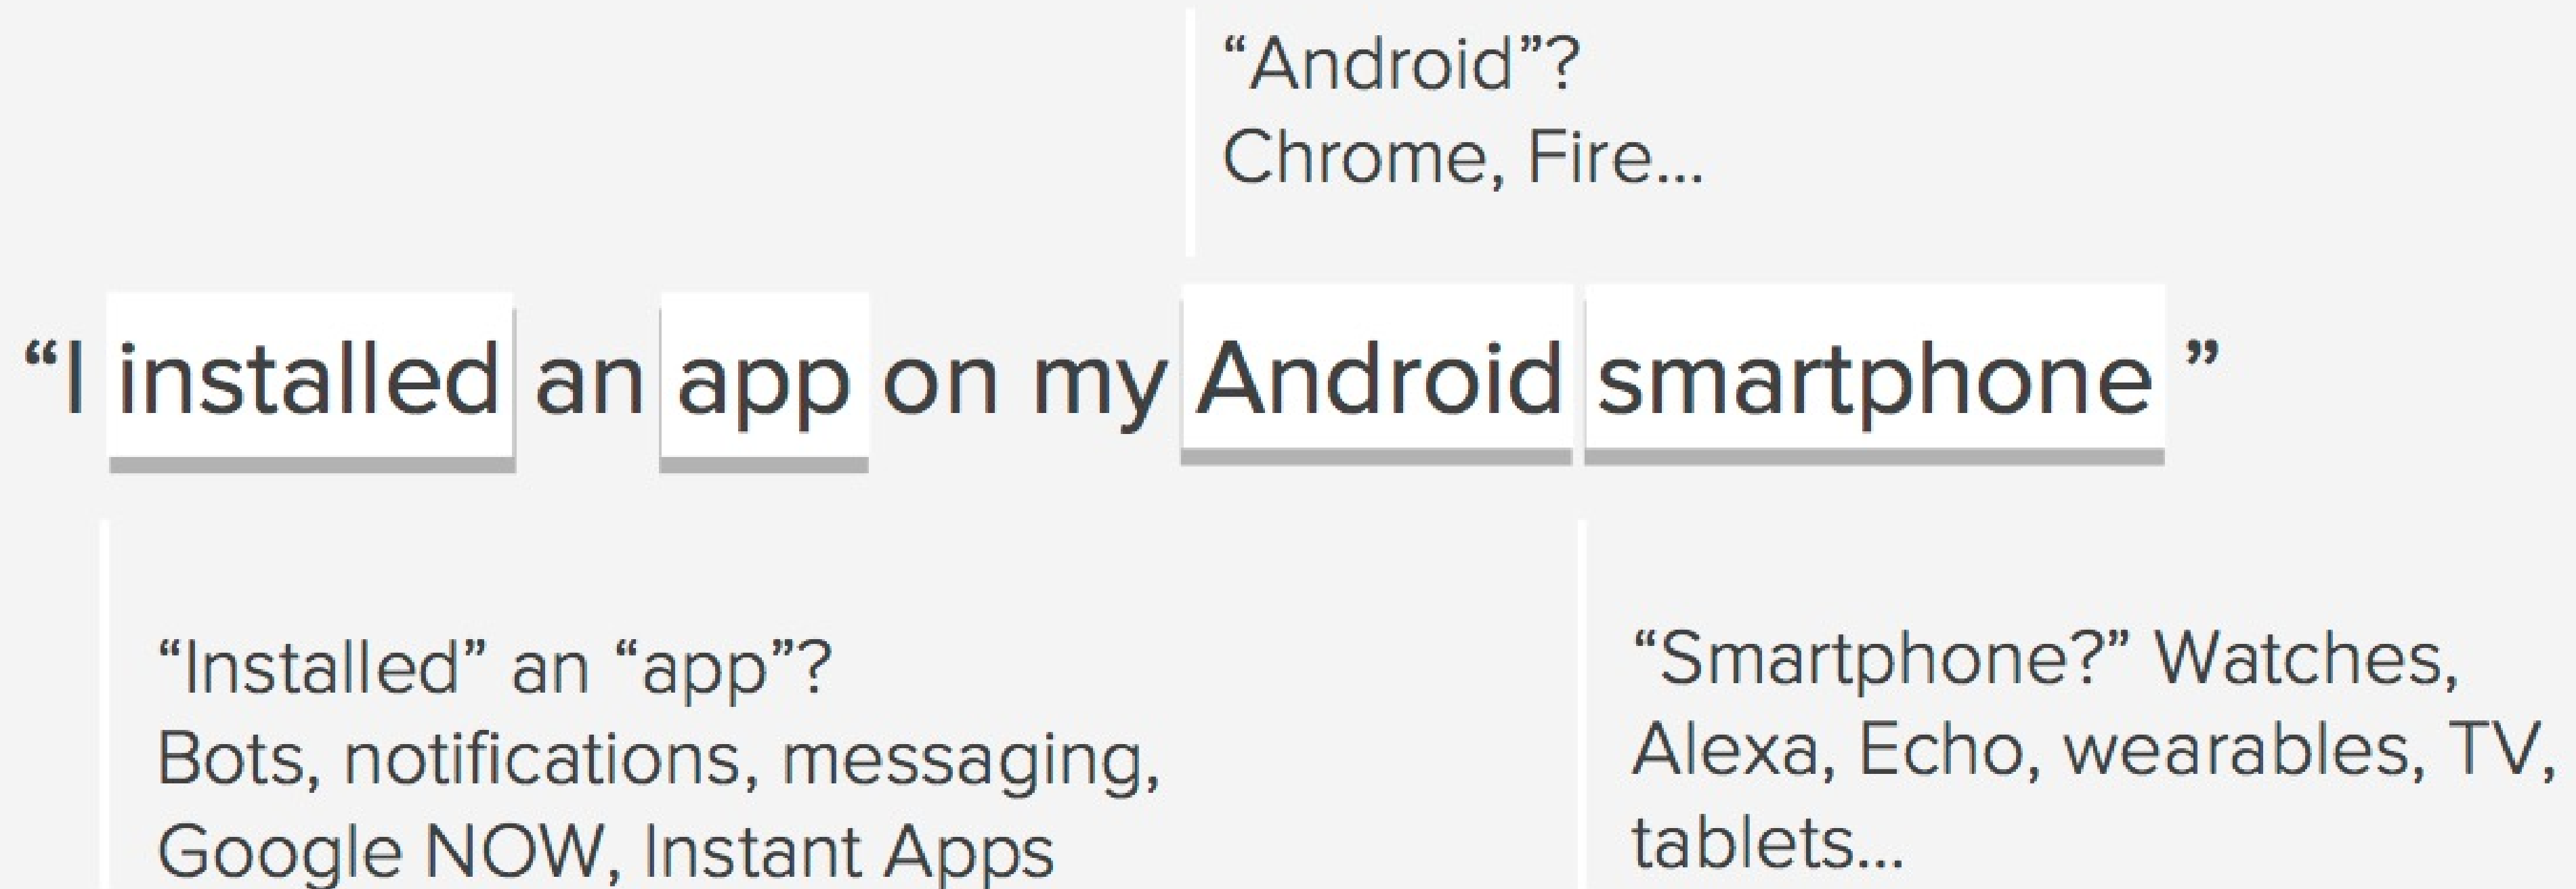 “Android”?
Chrome, Fire...
“I installed an app on my Android smartphone ”
“Installed” an “app”?
Bots, notifications, messaging,
Google NOW, Instant Apps
“Smartphone?” Watches,
Alexa, Echo, wearables, TV,
tablets...